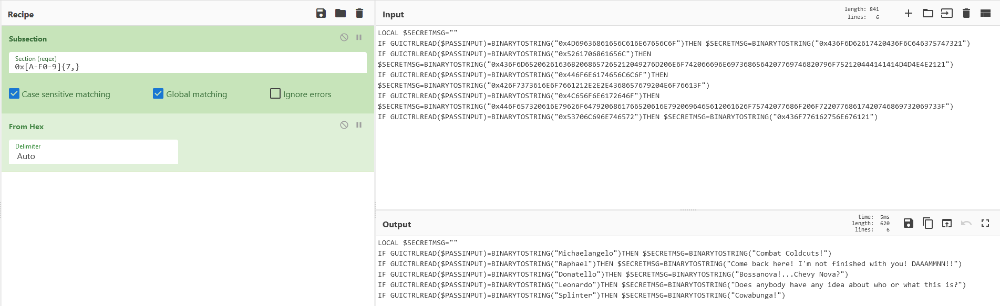 Recipe
Subsection
Section (regex)
0x[A-F0-9]{7,}
Case sensitive matching
Global matching
Ignore errors
From Hex
Delimiter
Auto
Input
length: 841
lines: 6
LOCAL $SECRETMSG=""
IF GUICTRLREAD($PASSINPUT)=BINARYTOSTRING("0x4D69636861656C616E67656C6F")THEN $SECRETMSG=BINARYTOSTRING("0x436F6D62617420436F6C646375747321")
IF GUICTRLREAD($PASSINPUT)=BINARYTOSTRING("0x5261706861656C")THEN
$SECRETMSG=BINARYTOSTRING("0x436F6D65206261636B2068657265212049276D206E6F742066696E6973686564207769746820796F752120444141414D4D4E4E2121")
IF GUICTRLREAD($PASSINPUT)=BINARYTOSTRING("0x446F6E6174656C6C6F")THEN
$SECRETMSG=BINARYTOSTRING("0x426F7373616E6F7661212E2E2E4368657679204E6F76613F")
IF GUICTRLREAD($PASSINPUT)=BINARYTOSTRING("0x4C656F6E6172646F")THEN
$SECRETMSG=BINARYTOSTRING("0x446F657320616E79626F6479206861766520616E7920696465612061626F75742077686F206F72207768617420746869732069733F")
IF GUICTRLREAD($PASSINPUT)=BINARYTOSTRING("0x53706C696E746572")THEN $SECRETMSG=BINARYTOSTRING("0x436F776162756E676121")
Output
time: 5ms
length: 620
lines: 6
LOCAL $SECRETMSG=""
IF GUICTRLREAD($PASSINPUT)=BINARYTOSTRING("Michaelangelo")THEN $SECRETMSG=BINARYTOSTRING("Combat Coldcuts!")
IF GUICTRLREAD($PASSINPUT)=BINARYTOSTRING("Raphael")THEN $SECRETMSG=BINARYTOSTRING("Come back here! I'm not finished with you! DAAAMMNN!!")
IF GUICTRLREAD($PASSINPUT)=BINARYTOSTRING("Donatello")THEN $SECRETMSG=BINARYTOSTRING("Bossanova!...Chevy Nova?")
IF GUICTRLREAD($PASSINPUT)=BINARYTOSTRING("Leonardo")THEN $SECRETMSG=BINARYTOSTRING("Does anybody have any idea about who or what this is?")
IF GUICTRLREAD($PASSINPUT)=BINARYTOSTRING("Splinter")THEN $SECRETMSG=BINARYTOSTRING("Cowabunga!")